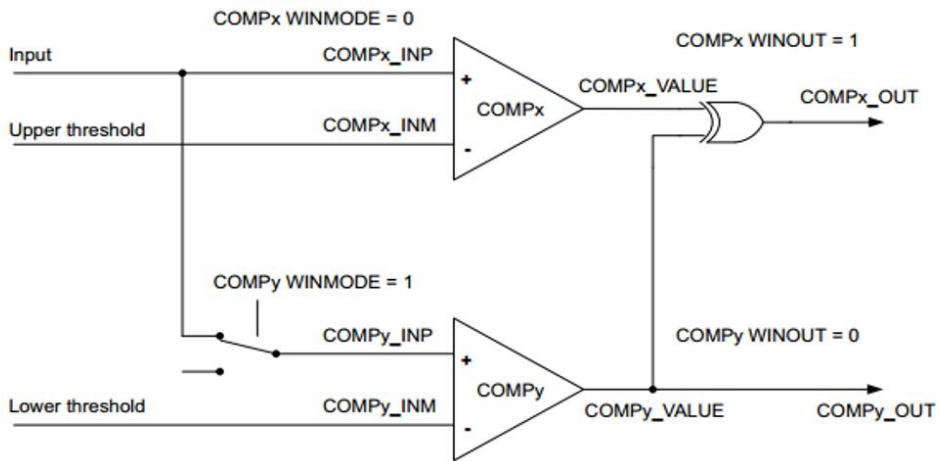 COMPx WINMODE = 0
COMPx WINOUT = 1
Input
COMPx_INP
+
COMPx
COMPx_VALUE
COMPx_OUT
Upper threshold
COMPx_INM
-
COMPy WINMODE = 1
COMPy_INP
COMPy WINOUT = 0
+
COMPy
Lower threshold
COMPy_INM
-
COMPy_VALUE
COMPy_OUT